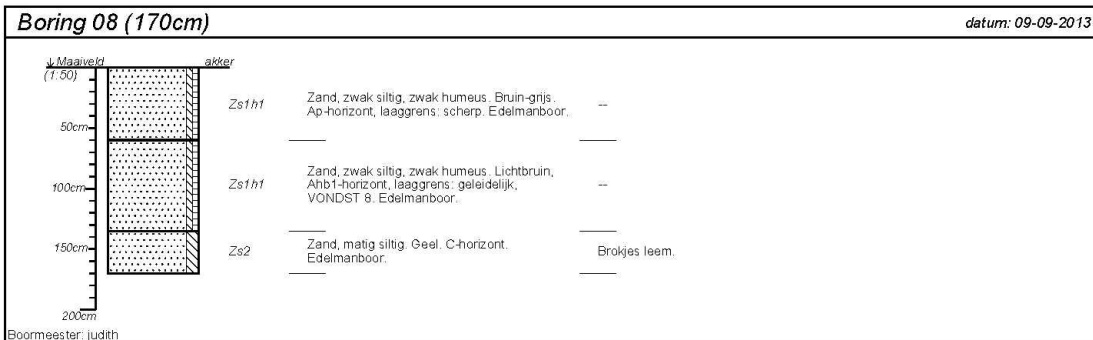 Boring 08 (170cm)
datum: 09-09-2013
Maaiveld
akker
(1:50)
Zs1h1
Zand, zwak siltig, zwak humeus. Bruin-grijs.
Ap-horizont, laaggrens: scherp. Edelmanboor.
--
50cm
Zs1h1
Zand, zwak siltig, zwak humeus. Lichtbruin,
Ahb1-horizont, laaggrens: geleidelijk,
VONDST 8. Edelmanboor.
--
100cm
150cm
Zs2
Zand, matig siltig. Geel. C-horizont.
Edelmanboor.
Brokjes leem.
200cm
Boormeester: judith